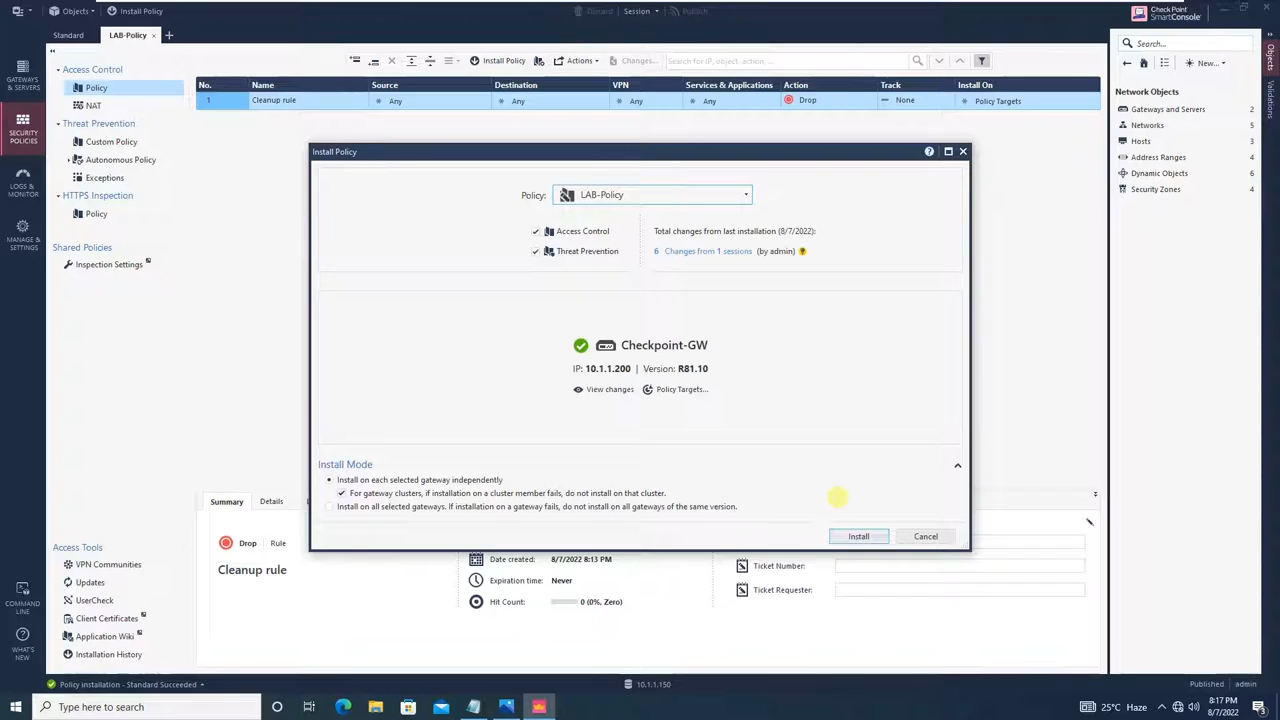 Objects
Install Policy
Discard
Session
Publish
Check Point
SmartConsole
Standard
LAB-Policy
GATEWAYS
& SERVERS
SECURITY
POLICIES
LOGS &
MONITOR
MANAGE &
SETTINGS
COMMAND
LINE
WHAT'S
NEW
Access Control
Policy
NAT
Threat Prevention
Custom Policy
Autonomous Policy
Exceptions
HTTPS Inspection
Policy
Shared Policies
Inspection Settings
Access Tools
VPN Communities
Updates
UserCheck
Client Certificates
Application Wiki
Installation History
Install Policy
Actions
Changes...
Search for IP, object, action, ...
No. Name Source Destination VPN Services & Applications Action Track Install On
1 Cleanup rule Any Any Any Any Drop None Policy Targets
Install Policy
Policy: LAB-Policy
Access Control
Threat Prevention
Total changes from last installation (8/7/2022):
6 Changes from 1 sessions (by admin)
Checkpoint-GW
IP: 10.1.1.200 | Version: R81.10
View changes Policy Targets...
Install Mode
Install on each selected gateway independently
For gateway clusters, if installation on a cluster member fails, do not install on that cluster.
Install on all selected gateways. If installation on a gateway fails, do not install on all gateways of the same version.
Install Cancel
Summary Details
Drop Rule
Cleanup rule
Date created: 8/7/2022 8:13 PM
Expiration time: Never
Hit Count: 0 (0%, Zero)
Ticket Number:
Ticket Requester:
Search...
New...
Network Objects
Gateways and Servers 2
Networks 5
Hosts 3
Address Ranges 4
Dynamic Objects 6
Security Zones 4
Objects
Validations
Policy installation - Standard Succeeded
10.1.1.150
Published admin
Type here to search
25°C Haze
8:17 PM
8/7/2022
3